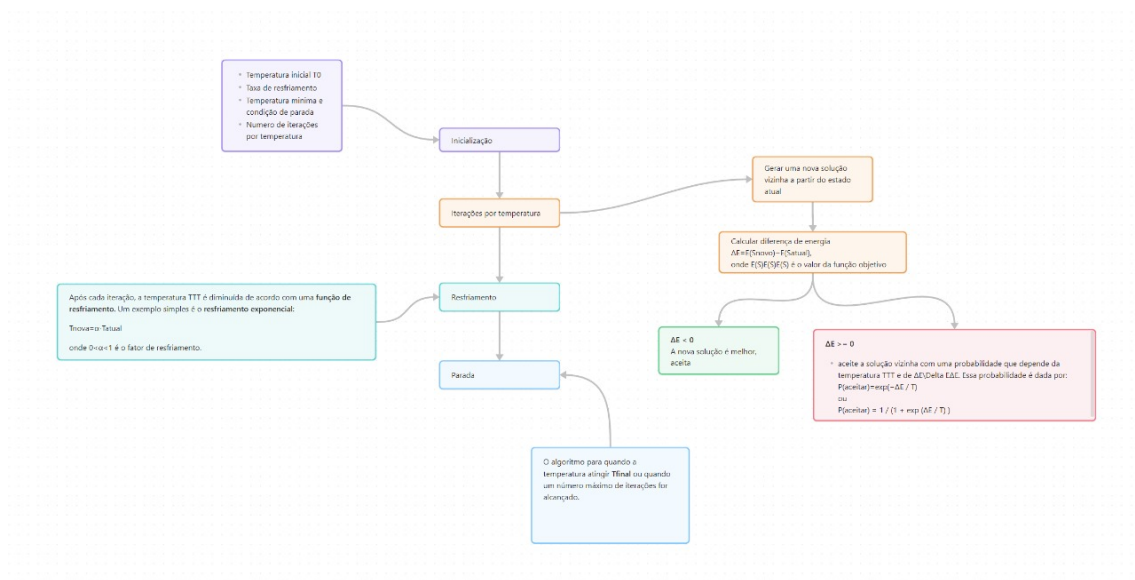 Temperatura inicial T0
Taxa de resfriamento
Temperatura mínima e
condição de parada
Numero de iterações
por temperatura
Inicialização
Gerar uma nova solução
vizinha a partir do estado
atual
Iterações por temperatura
Calcular diferença de energia
ΔE=E(Snovo)−E(Satual),
onde E(S)E(S)E(S) é o valor da função objetivo
Após cada iteração, a temperatura TTT é diminuída de acordo com uma função de
resfriamento. Um exemplo simples é o resfriamento exponencial:
Tnova=α⋅Tatual
onde 0<α<1 é o fator de resfriamento.
Resfriamento
ΔE < 0
A nova solução é melhor,
aceita
ΔE >= 0
aceite a solução vizinha com uma probabilidade que depende da
temperatura TTT e de ΔE\Delta EΔE. Essa probabilidade é dada por:
P(aceitar)=exp(−ΔE / T)
ou
P(aceitar) = 1 / (1 + exp (ΔE / T) )
Parada
O algoritmo para quando a
temperatura atingir Tfinal ou quando
um número máximo de iterações for
alcançado.